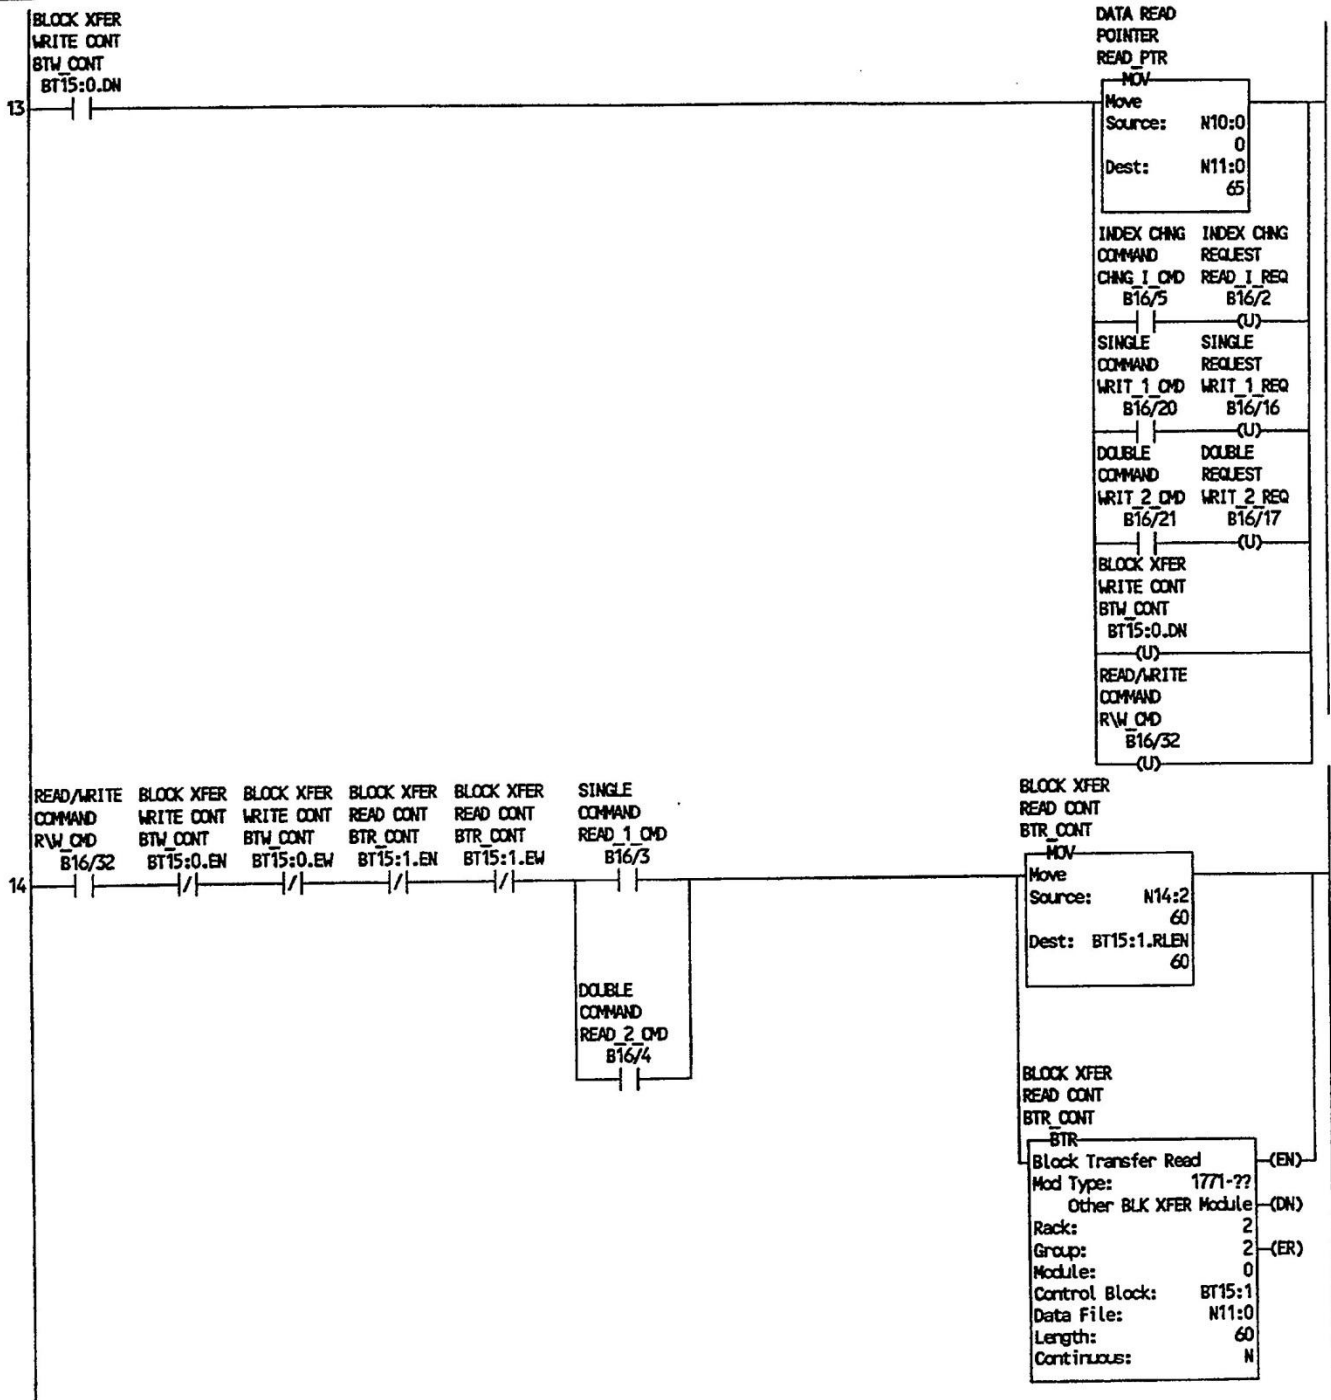 BLOCK XFER
WRITE CONT
BTW_CONT
BT15:0.DN
13
DATA READ
POINTER
READ_PTR
MOV
Move
Source: N10:0
0
Dest: N11:0
65
INDEX CHNG INDEX CHNG
COMMAND REQUEST
CHNG_I_CMD READ_I_REQ
B16/5 B16/2
(U)
SINGLE SINGLE
COMMAND REQUEST
WRIT_1_CMD WRIT_1_REQ
B16/20 B16/16
(U)
DOUBLE DOUBLE
COMMAND REQUEST
WRIT_2_CMD WRIT_2_REQ
B16/21 B16/17
(U)
BLOCK XFER
WRITE CONT
BTW_CONT
BT15:0.DN
(U)
READ/WRITE
COMMAND
R\W_CMD
B16/32
(U)
READ/WRITE BLOCK XFER BLOCK XFER BLOCK XFER BLOCK XFER SINGLE
COMMAND WRITE CONT WRITE CONT READ CONT READ CONT COMMAND
R\W_CMD BTW_CONT BTW_CONT BTR_CONT BTR_CONT READ_1_CMD
B16/32 BT15:0.EN BT15:0.EW BT15:1.EN BT15:1.EW B16/3
14
DOUBLE
COMMAND
READ_2_CMD
B16/4
BLOCK XFER
READ CONT
BTR_CONT
MOV
Move
Source: N14:2
60
Dest: BT15:1.RLEN
60
BLOCK XFER
READ CONT
BTR_CONT
BTR
Block Transfer Read (EN)
Mod Type: 1771-??
Other BLK XFER Module (DN)
Rack: 2
Group: 2 (ER)
Module: 0
Control Block: BT15:1
Data File: N11:0
Length: 60
Continuous: N